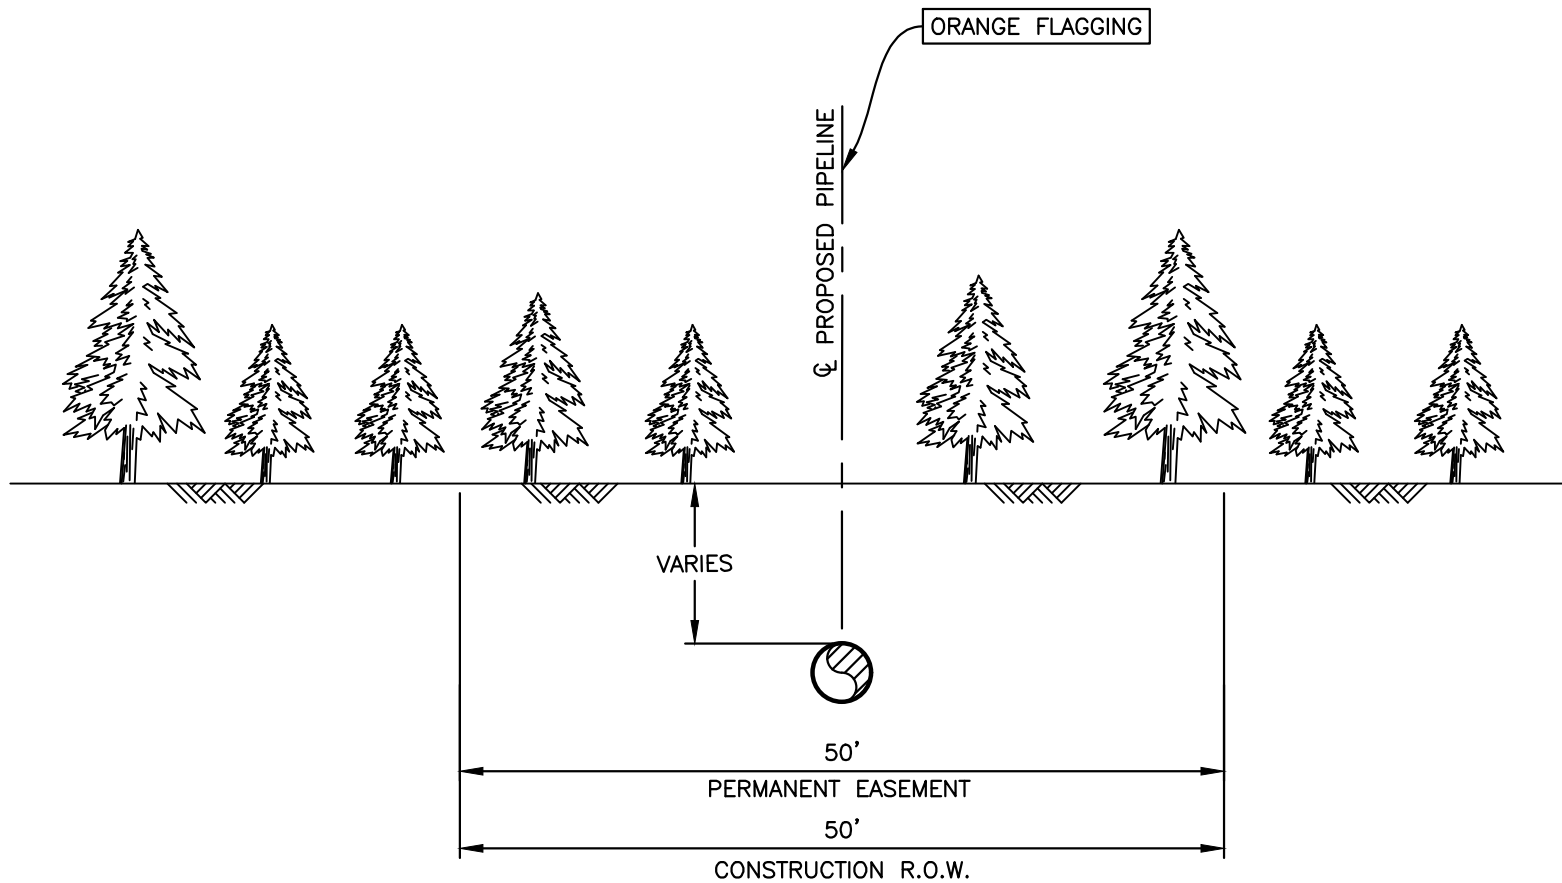 ORANGE FLAGGING
℄ PROPOSED PIPELINE
VARIES
50'
PERMANENT EASEMENT
50'
CONSTRUCTION R.O.W.